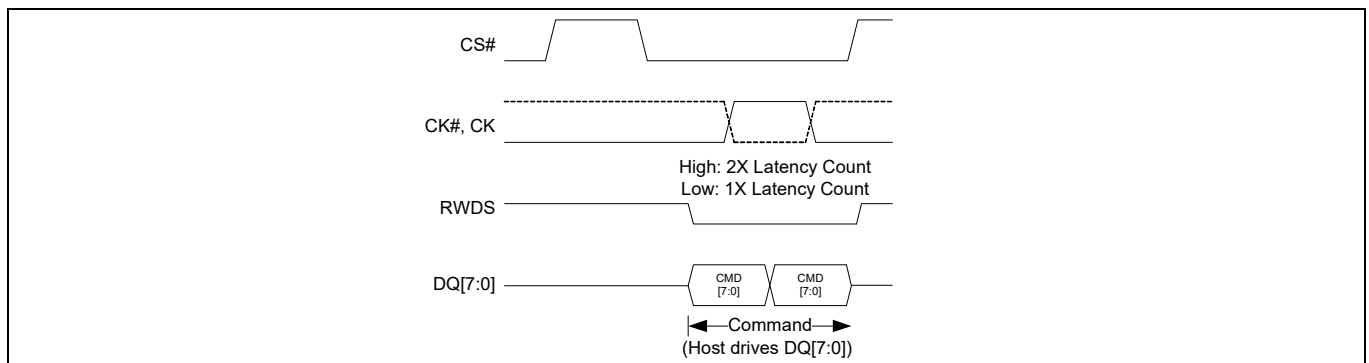 CS#
CK#, CK
High: 2X Latency Count
Low: 1X Latency Count
RWDS
DQ[7:0]
CMD
[7:0]
CMD
[7:0]
Command
(Host drives DQ[7:0])